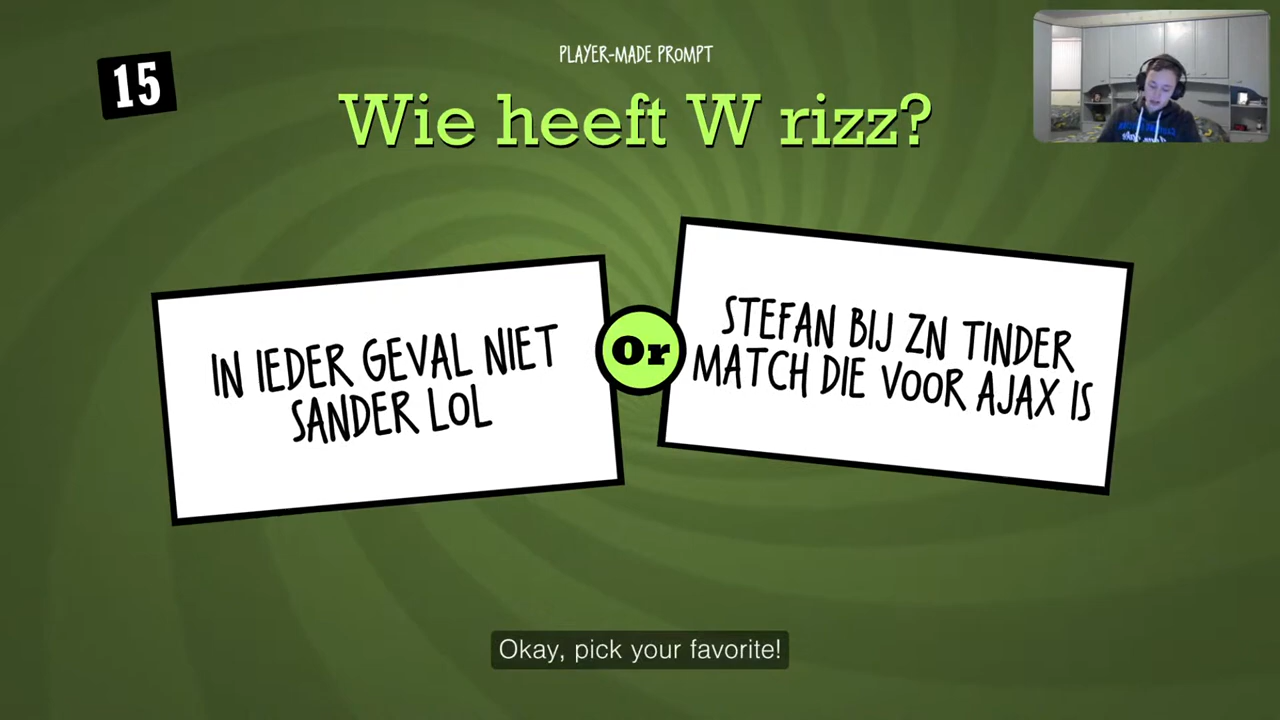 15
PLAYER-MADE PROMPT
Wie heeft W rizz?
IN IEDER GEVAL NIET
SANDER LOL
Or
STEFAN BIJ ZN TINDER
MATCH DIE VOOR AJAX IS
Okay, pick your favorite!